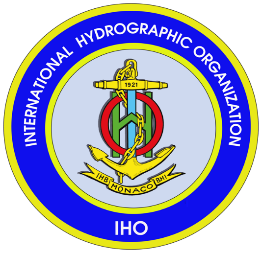 INTERNATIONAL HYDROGRAPHIC ORGANIZATION
1921
IHB MONACO BHI
IHO